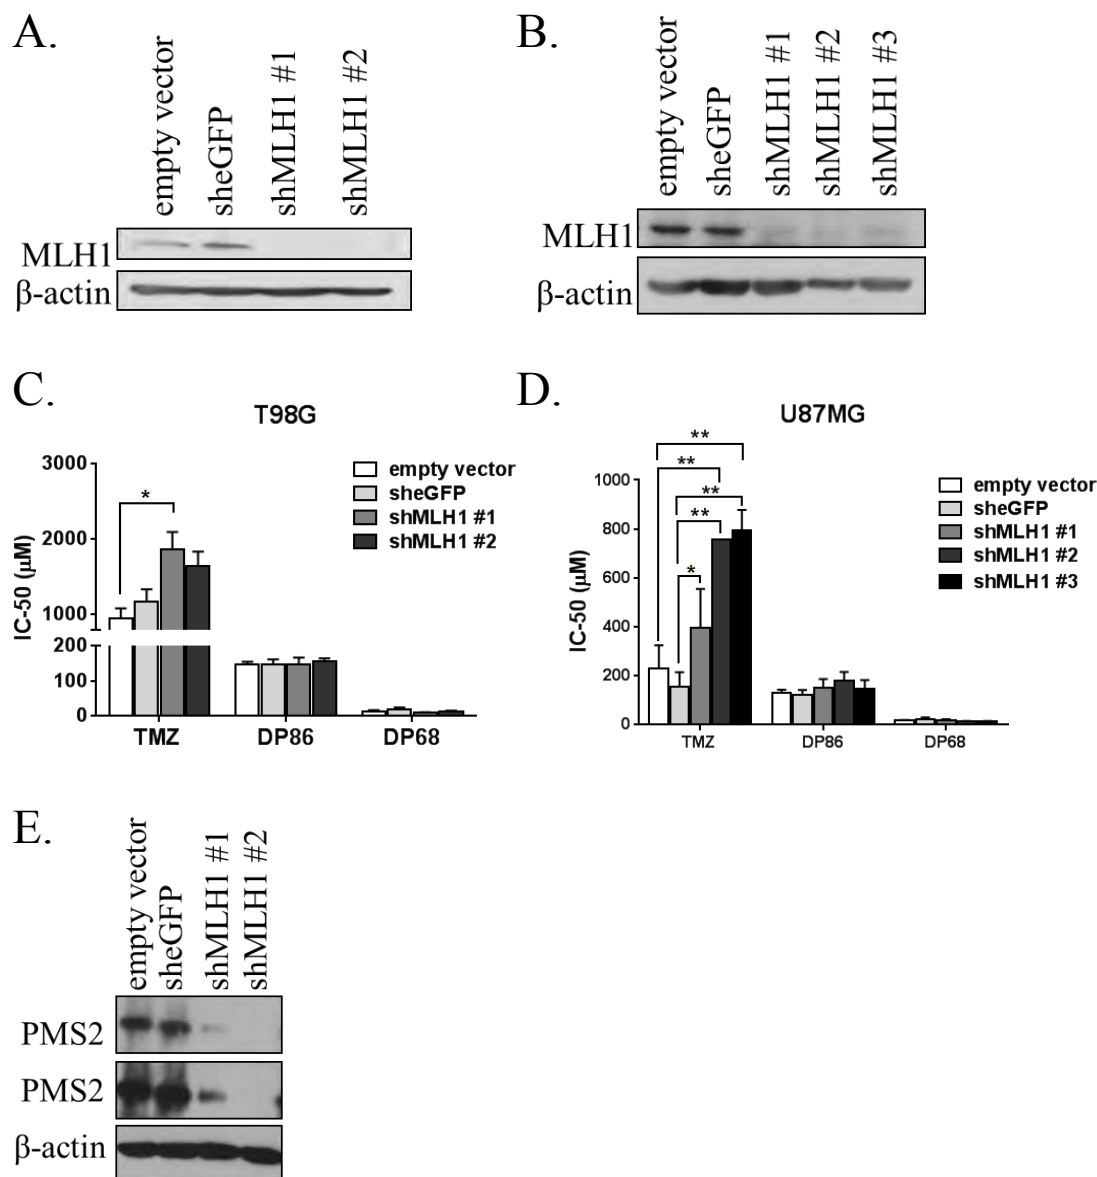 A.
empty vector
sheGFP
shMLH1 #1
shMLH1 #2
MLH1
β-actin
B.
empty vector
sheGFP
shMLH1 #1
shMLH1 #2
shMLH1 #3
MLH1
β-actin
C.
T98G
IC-50 (μM)
3000
2000
1000
200
100
0
*
empty vector
sheGFP
shMLH1 #1
shMLH1 #2
TMZ DP86 DP68
D.
U87MG
IC-50 (μM)
1000
800
600
400
200
0
**
**
**
**
*
empty vector
sheGFP
shMLH1 #1
shMLH1 #2
shMLH1 #3
TMZ DP86 DP68
E.
empty vector
sheGFP
shMLH1 #1
shMLH1 #2
PMS2
PMS2
β-actin